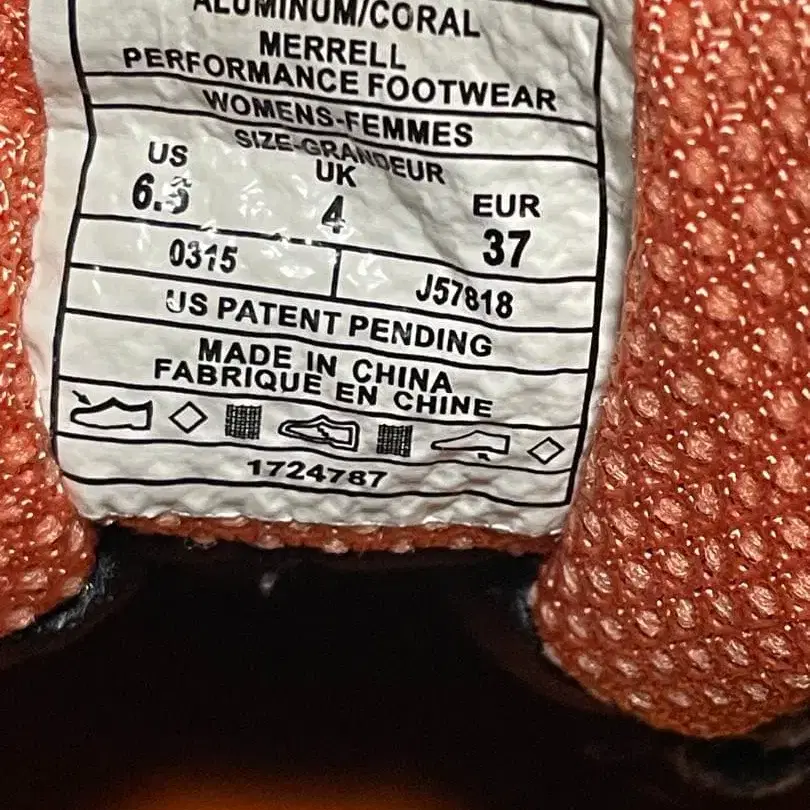 ALUMINUM/CORAL
MERRELL
PERFORMANCE FOOTWEAR
WOMENS-FEMMES
SIZE-GRANDEUR
US UK EUR
6.5 4 37
0315 J57818
US PATENT PENDING
MADE IN CHINA
FABRIQUE EN CHINE
1724787